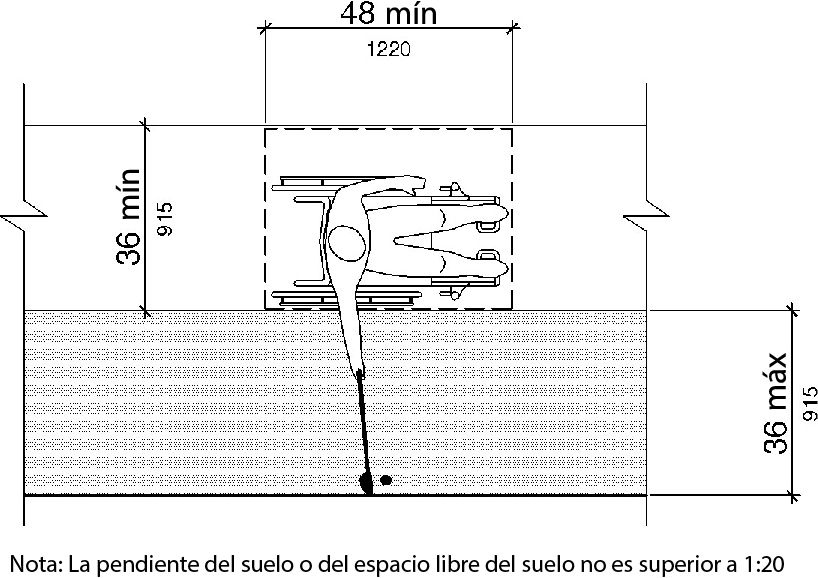 48 mín
1220
36 mín
915
36 máx
915
Nota: La pendiente del suelo o del espacio libre del suelo no es superior a 1:20